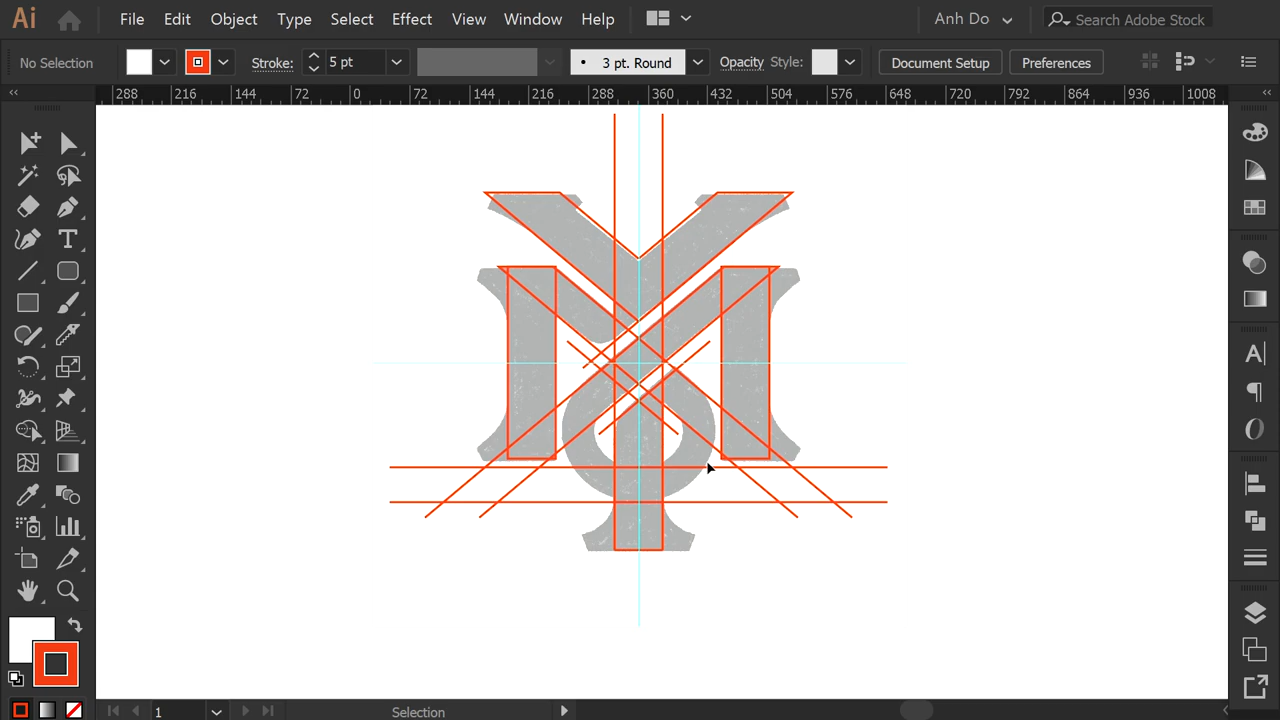 Ai File Edit Object Type Select Effect View Window Help Anh Do Search Adobe Stock
No Selection Stroke: 5 pt 3 pt. Round Opacity Style: Document Setup Preferences
288 216 144 72 0 72 144 216 288 360 432 504 576 648 720 792 864 936 1008
1 Selection